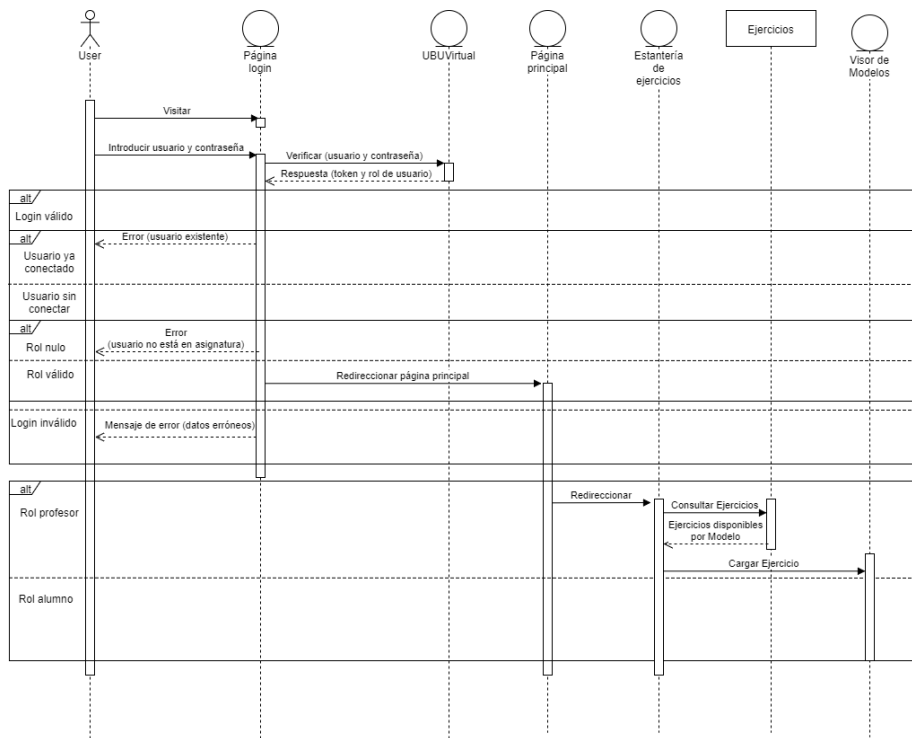 User
Página
login
UBUVirtual
Página
principal
Estantería
de
ejercicios
Ejercicios
Visor de
Modelos
Visitar
Introducir usuario y contraseña
Verificar (usuario y contraseña)
Respuesta (token y rol de usuario)
alt
Login válido
alt
Error (usuario existente)
Usuario ya
conectado
Usuario sin
conectar
alt
Rol nulo
Error
(usuario no está en asignatura)
Rol válido
Redireccionar página principal
Login inválido
Mensaje de error (datos erróneos)
alt
Rol profesor
Redireccionar
Consultar Ejercicios
Ejercicios disponibles
por Modelo
Cargar Ejercicio
Rol alumno